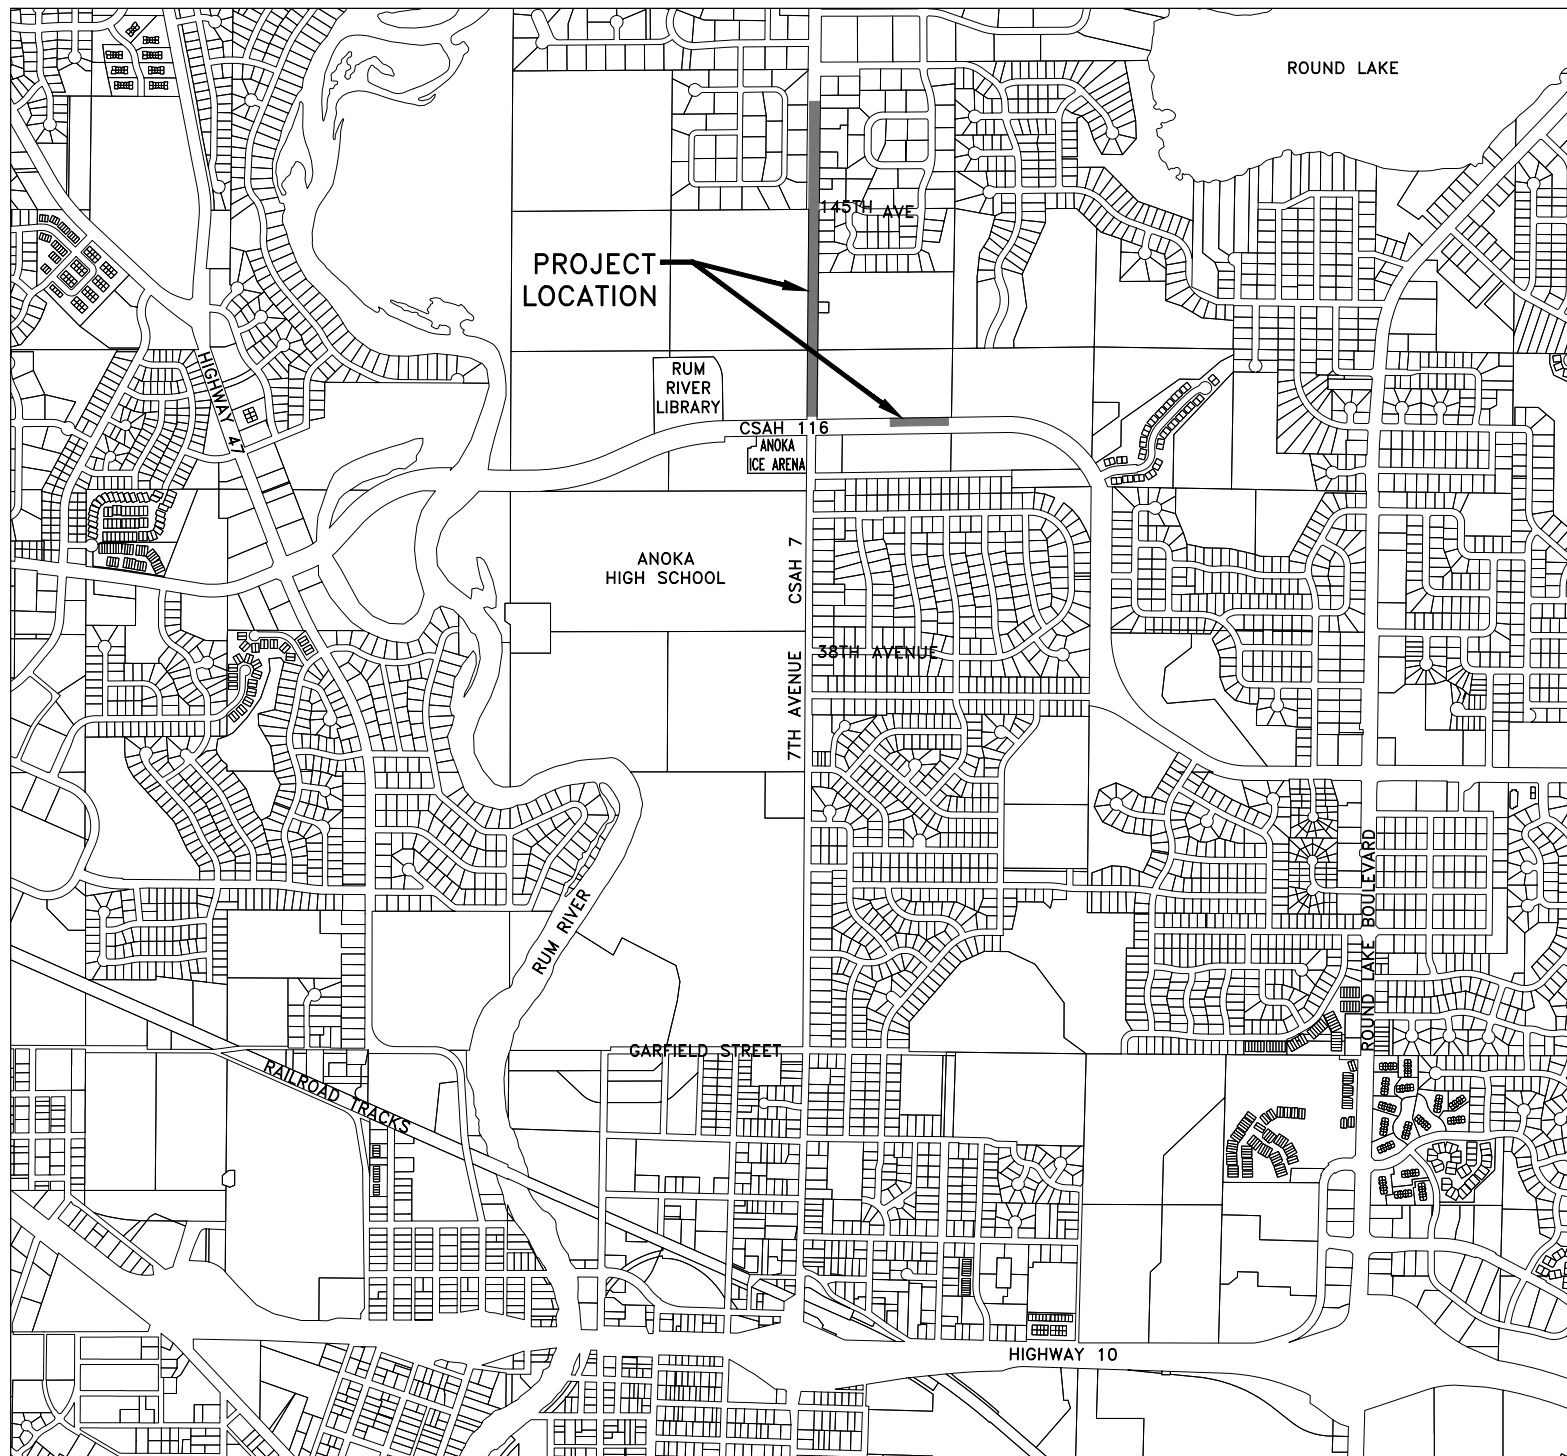 ROUND LAKE
145TH AVE
PROJECT
LOCATION
HIGHWAY 47
RUM
RIVER
LIBRARY
CSAH 116
ANOKA
ICE ARENA
ANOKA
HIGH SCHOOL
7TH AVENUE CSAH 7
38TH AVENUE
ROUND LAKE BOULEVARD
RUM RIVER
GARFIELD STREET
RAILROAD TRACKS
HIGHWAY 10